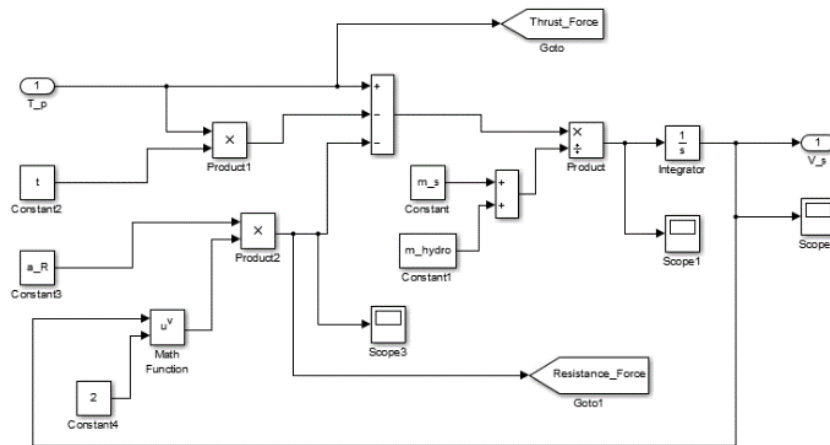 Thrust_Force
Goto
1
T_p
+
−
−
×
Product1
t
Constant2
×
÷
Product
1
s
Integrator
1
V_s
m_s
Constant
+
+
×
Product2
a_R
Constant3
m_hydro
Constant1
Scope1
Scope
u^v
Math
Function
Scope3
2
Constant4
Resistance_Force
Goto1